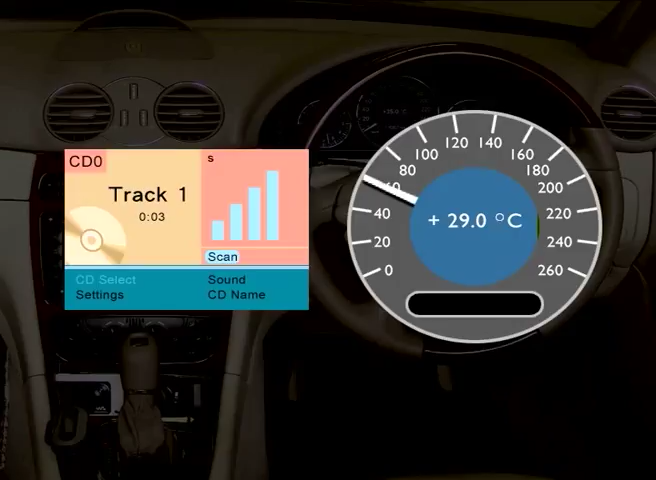 CD0
S
Track 1
0:03
Scan
CD Select
Sound
Settings
CD Name
0
20
40
60
80
100
120
140
160
180
200
220
240
260
+ 29.0 °C